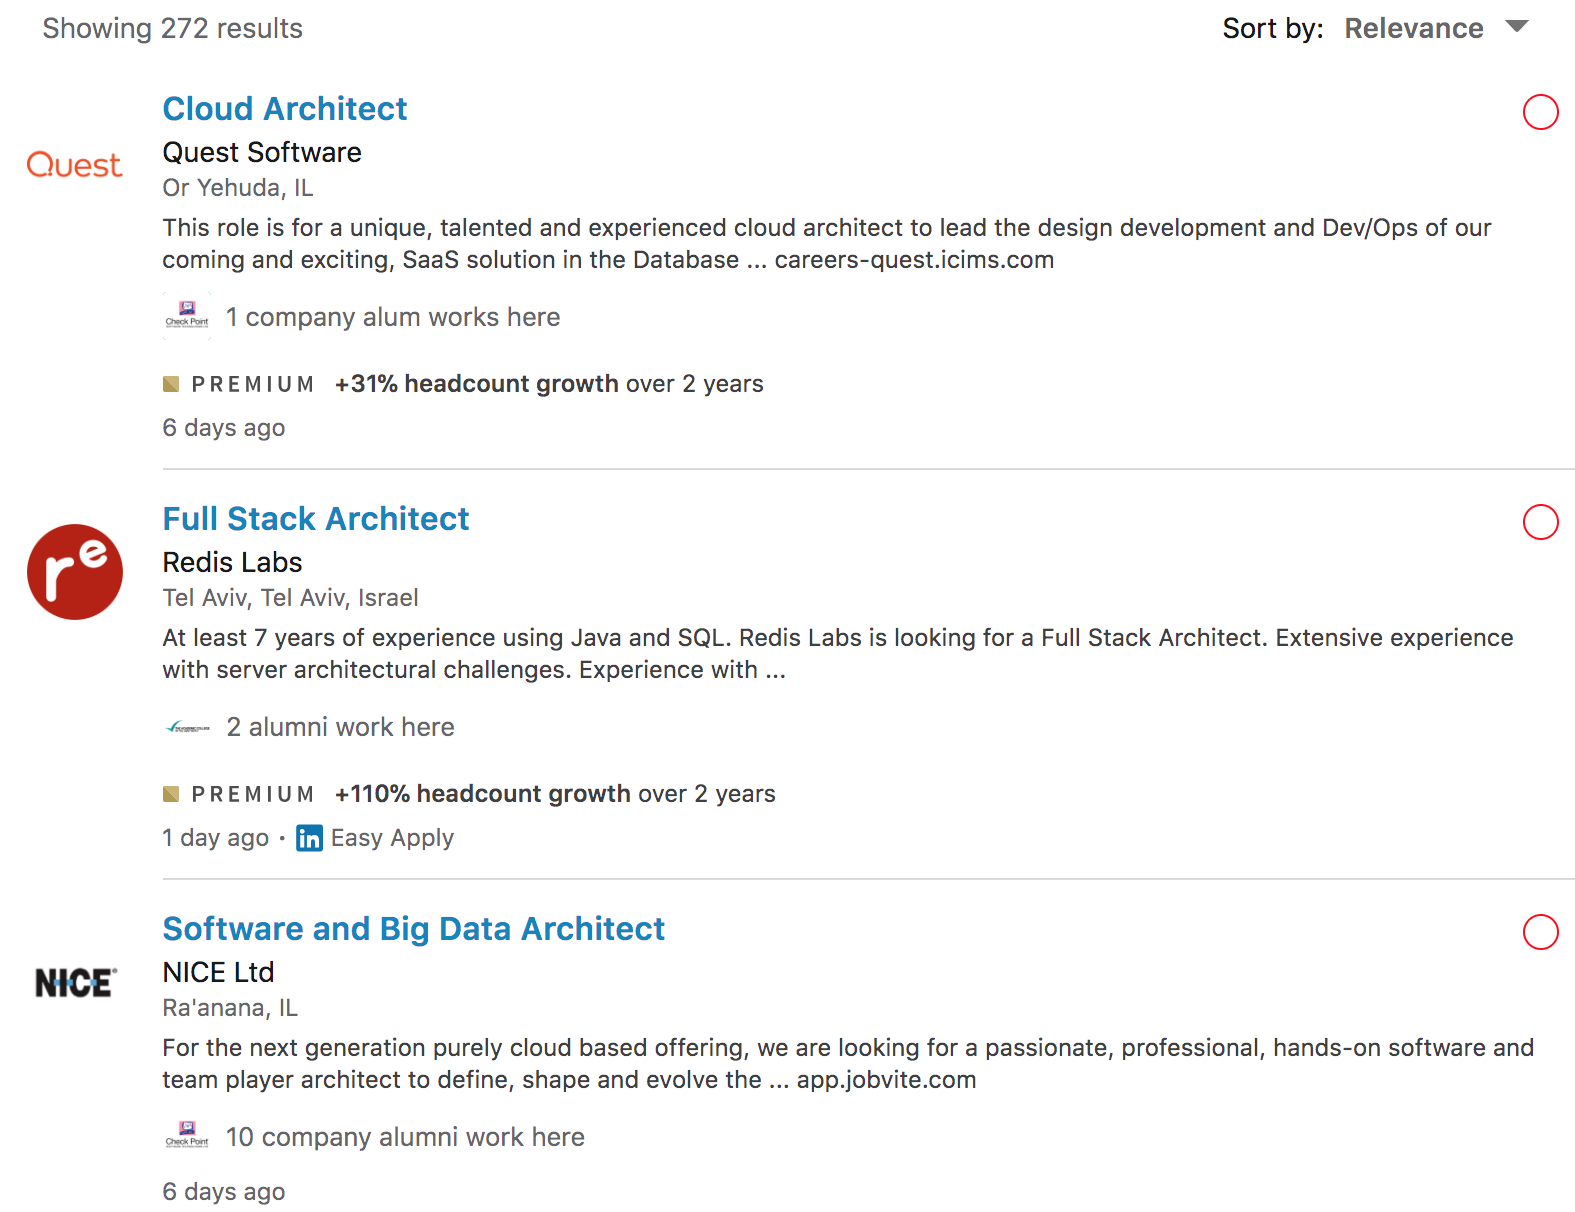 Showing 272 results
Sort by: Relevance
Cloud Architect
Quest
Quest Software
Or Yehuda, IL
This role is for a unique, talented and experienced cloud architect to lead the design development and Dev/Ops of our
coming and exciting, SaaS solution in the Database ... careers-quest.icims.com
Check Point
1 company alum works here
PREMIUM +31% headcount growth over 2 years
6 days ago
Full Stack Architect
re
Redis Labs
Tel Aviv, Tel Aviv, Israel
At least 7 years of experience using Java and SQL. Redis Labs is looking for a Full Stack Architect. Extensive experience
with server architectural challenges. Experience with ...
2 alumni work here
PREMIUM +110% headcount growth over 2 years
1 day ago · in Easy Apply
Software and Big Data Architect
NICE
NICE Ltd
Ra'anana, IL
For the next generation purely cloud based offering, we are looking for a passionate, professional, hands-on software and
team player architect to define, shape and evolve the ... app.jobvite.com
Check Point
10 company alumni work here
6 days ago